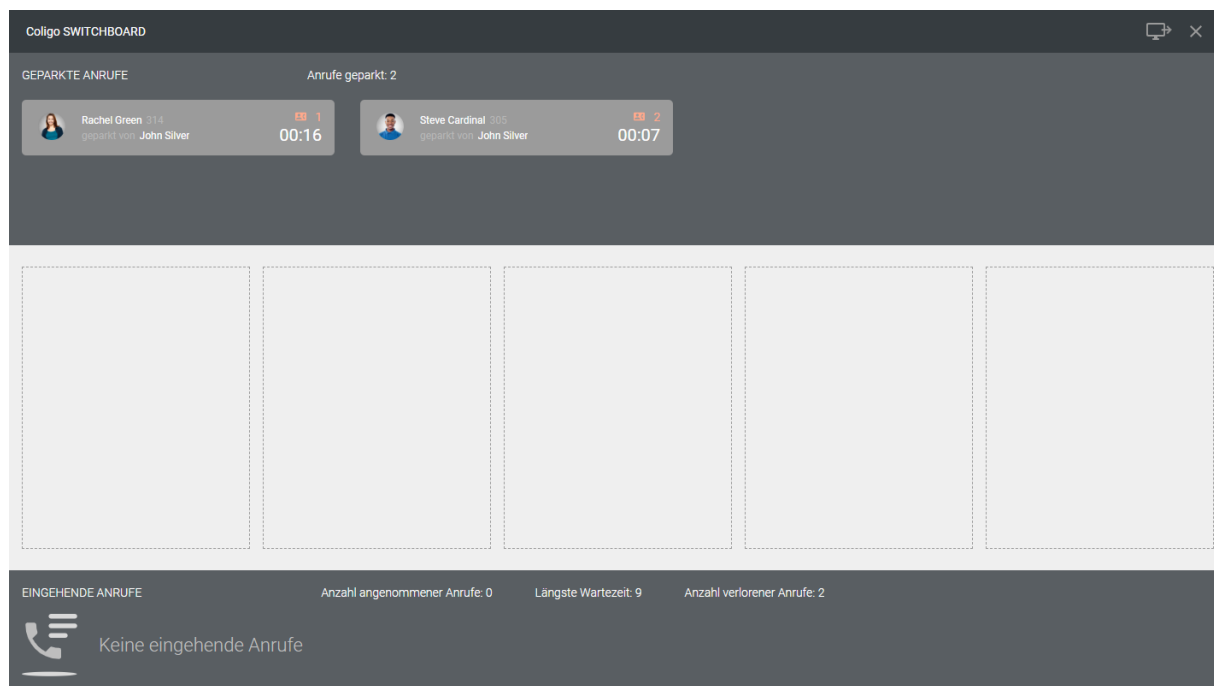 Coligo SWITCHBOARD
GEPARKTE ANRUFE Anrufe geparkt: 2
Rachel Green 314 1
geparkt von John Silver 00:16
Steve Cardinal 305 2
geparkt von John Silver 00:07
EINGEHENDE ANRUFE Anzahl angenommener Anrufe: 0 Längste Wartezeit: 9 Anzahl verlorener Anrufe: 2
Keine eingehende Anrufe